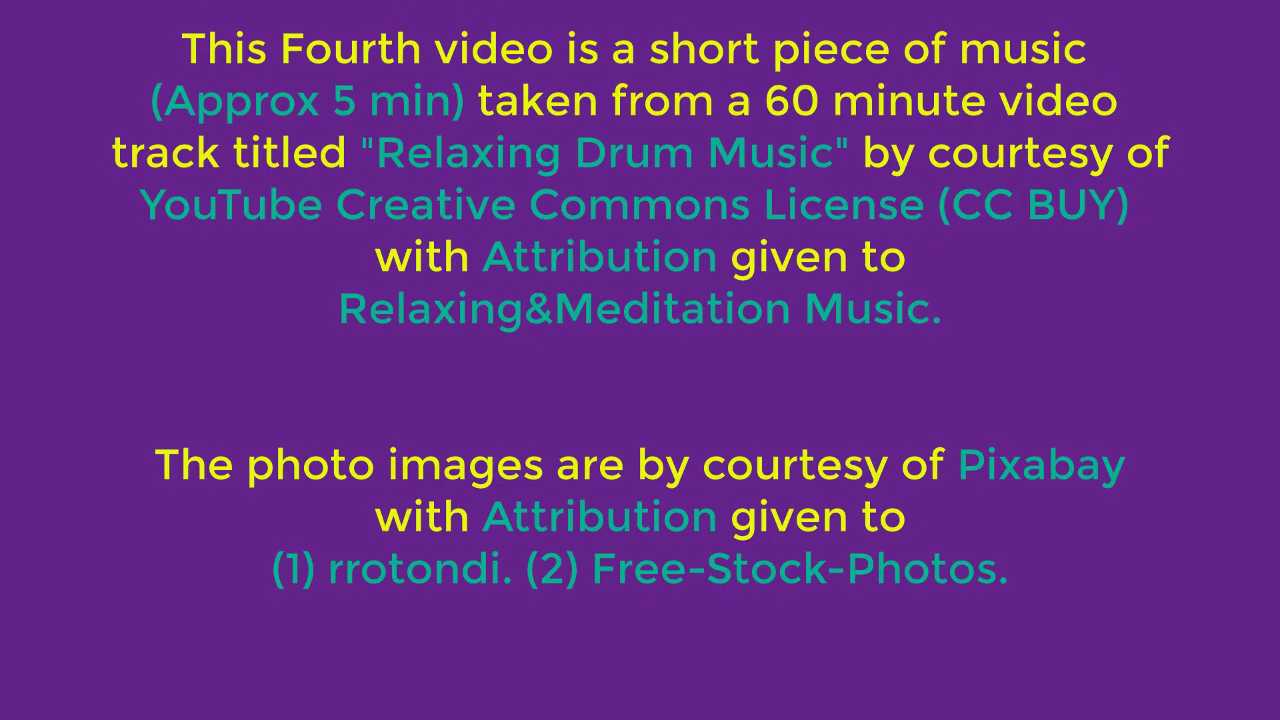 This Fourth video is a short piece of music
(Approx 5 min) taken from a 60 minute video
track titled "Relaxing Drum Music" by courtesy of
YouTube Creative Commons License (CC BUY)
with Attribution given to
Relaxing&Meditation Music.
The photo images are by courtesy of Pixabay
with Attribution given to
(1) rrotondi. (2) Free-Stock-Photos.